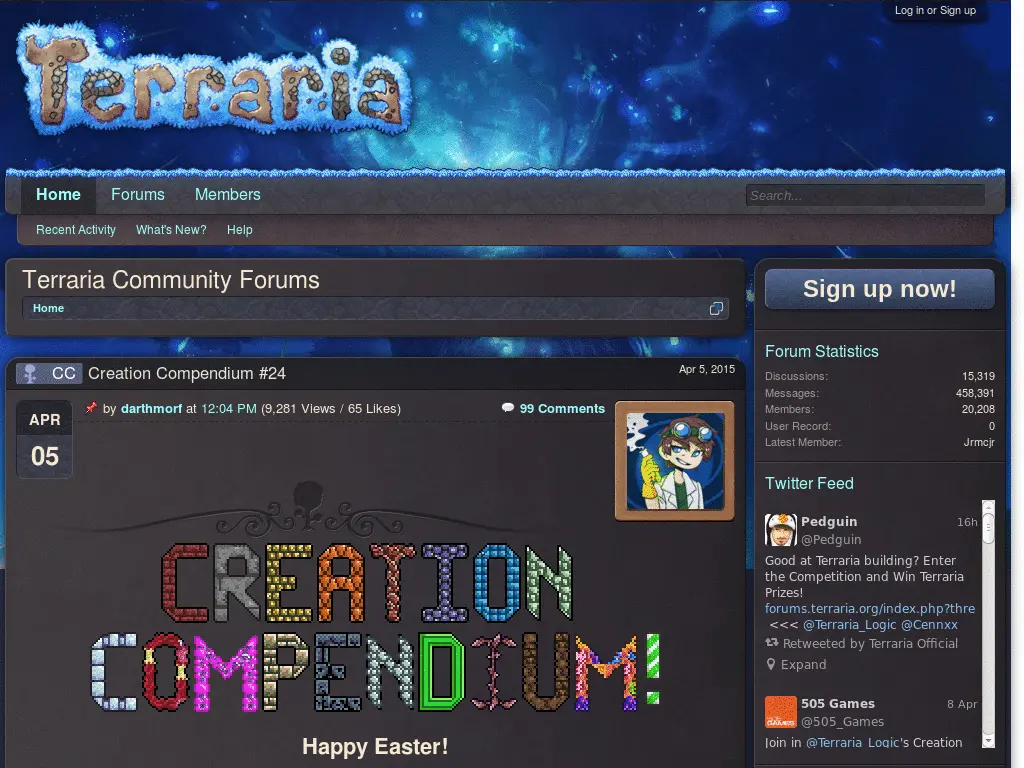 Log in or Sign up
Terraria
Home Forums Members Search...
Recent Activity What's New? Help
Terraria Community Forums
Home
CC Creation Compendium #24 Apr 5, 2015
APR
05
by darthmorf at 12:04 PM (9,281 Views / 65 Likes) 99 Comments
CREATION
COMPENDIUM!
Happy Easter!
Sign up now!
Forum Statistics
Discussions: 15,319
Messages: 458,391
Members: 20,208
User Record: 0
Latest Member: Jrmcjr
Twitter Feed
Pedguin 16h
@Pedguin
Good at Terraria building? Enter
the Competition and Win Terraria
Prizes!
forums.terraria.org/index.php?thre
<<< @Terraria_Logic @Cennxx
Retweeted by Terraria Official
Expand
505 Games 8 Apr
@505_Games
Join in @Terraria_Logic's Creation